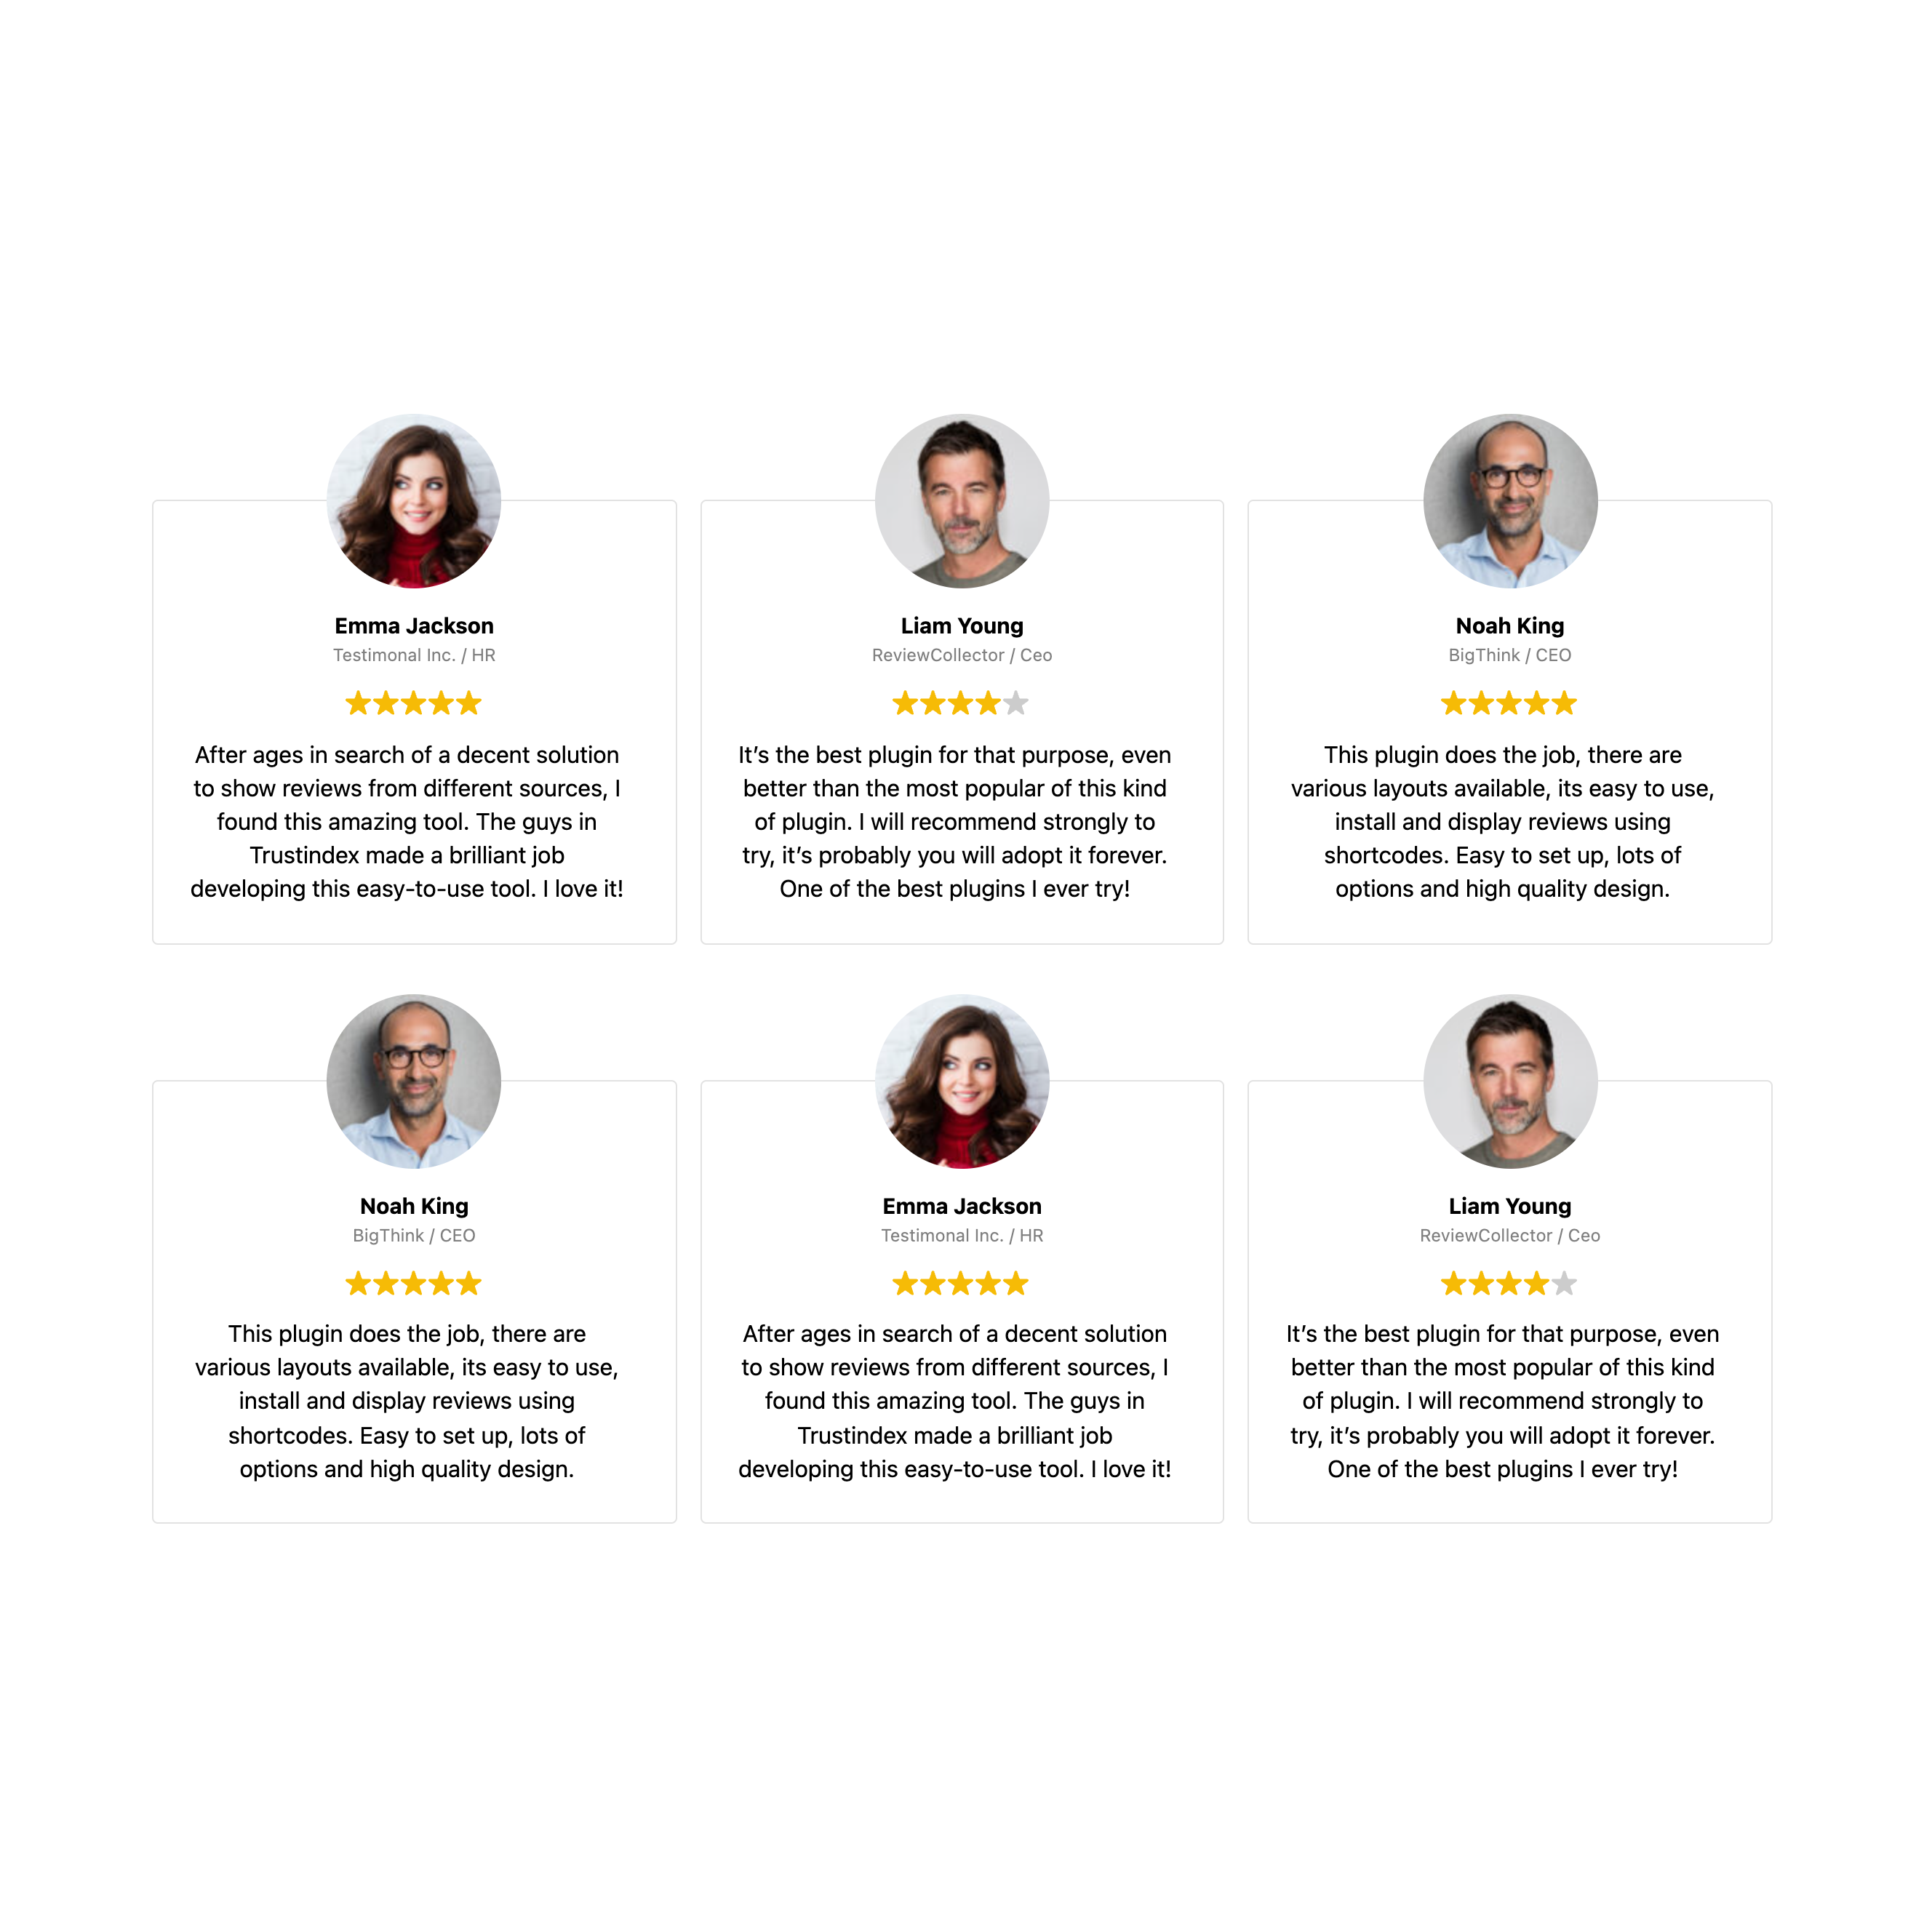 Emma Jackson
Testimonal Inc. / HR
After ages in search of a decent solution
to show reviews from different sources, I
found this amazing tool. The guys in
Trustindex made a brilliant job
developing this easy-to-use tool. I love it!
Liam Young
ReviewCollector / Ceo
It’s the best plugin for that purpose, even
better than the most popular of this kind
of plugin. I will recommend strongly to
try, it’s probably you will adopt it forever.
One of the best plugins I ever try!
Noah King
BigThink / CEO
This plugin does the job, there are
various layouts available, its easy to use,
install and display reviews using
shortcodes. Easy to set up, lots of
options and high quality design.
Noah King
BigThink / CEO
This plugin does the job, there are
various layouts available, its easy to use,
install and display reviews using
shortcodes. Easy to set up, lots of
options and high quality design.
Emma Jackson
Testimonal Inc. / HR
After ages in search of a decent solution
to show reviews from different sources, I
found this amazing tool. The guys in
Trustindex made a brilliant job
developing this easy-to-use tool. I love it!
Liam Young
ReviewCollector / Ceo
It’s the best plugin for that purpose, even
better than the most popular of this kind
of plugin. I will recommend strongly to
try, it’s probably you will adopt it forever.
One of the best plugins I ever try!